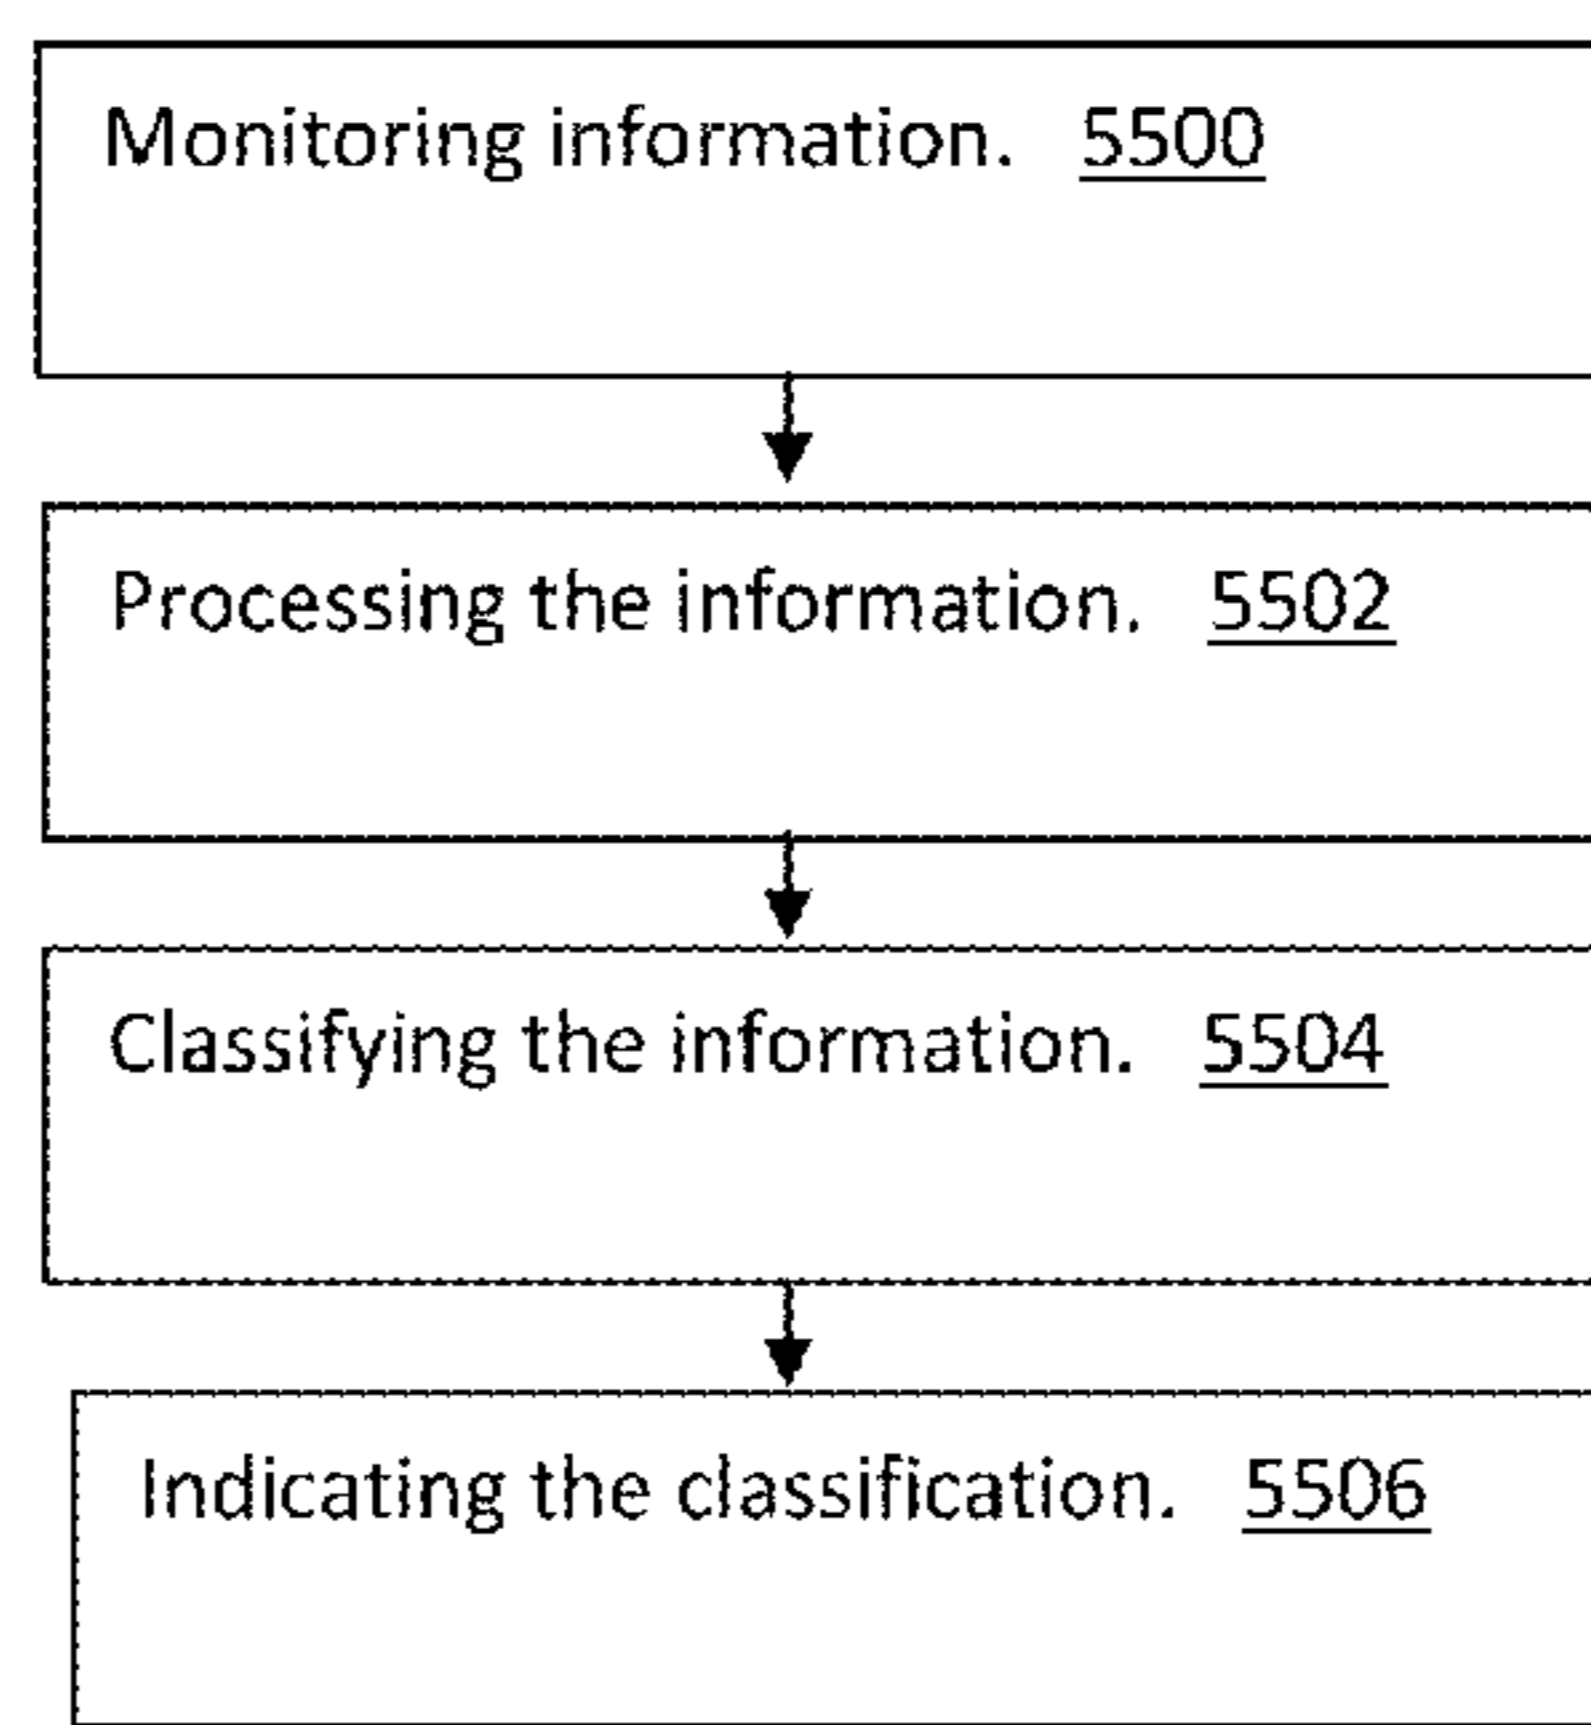 Monitoring information. 5500
Processing the information. 5502
Classifying the information. 5504
Indicating the classification. 5506